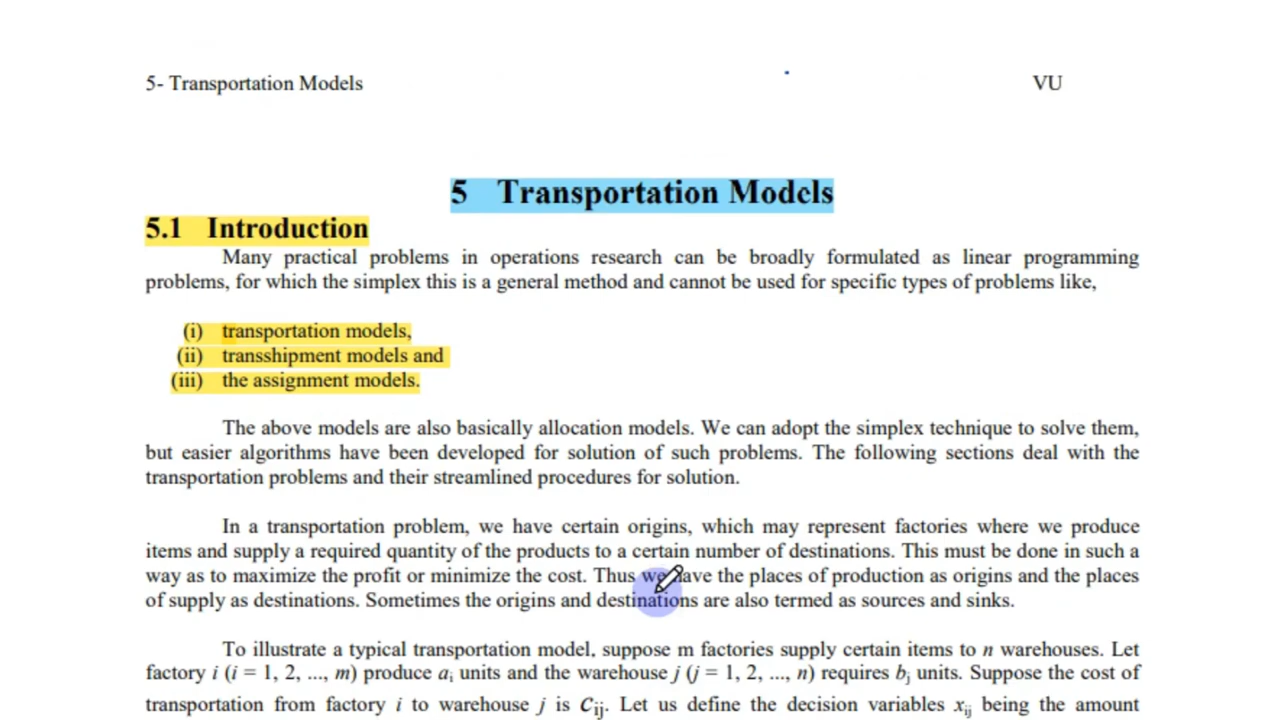 5- Transportation Models VU
5 Transportation Models
5.1 Introduction
Many practical problems in operations research can be broadly formulated as linear programming
problems, for which the simplex this is a general method and cannot be used for specific types of problems like,
(i) transportation models,
(ii) transshipment models and
(iii) the assignment models.
The above models are also basically allocation models. We can adopt the simplex technique to solve them,
but easier algorithms have been developed for solution of such problems. The following sections deal with the
transportation problems and their streamlined procedures for solution.
In a transportation problem, we have certain origins, which may represent factories where we produce
items and supply a required quantity of the products to a certain number of destinations. This must be done in such a
way as to maximize the profit or minimize the cost. Thus we have the places of production as origins and the places
of supply as destinations. Sometimes the origins and destinations are also termed as sources and sinks.
To illustrate a typical transportation model, suppose m factories supply certain items to n warehouses. Let
factory i (i = 1, 2, ..., m) produce aᵢ units and the warehouse j (j = 1, 2, ..., n) requires bⱼ units. Suppose the cost of
transportation from factory i to warehouse j is Cᵢⱼ. Let us define the decision variables xᵢⱼ being the amount